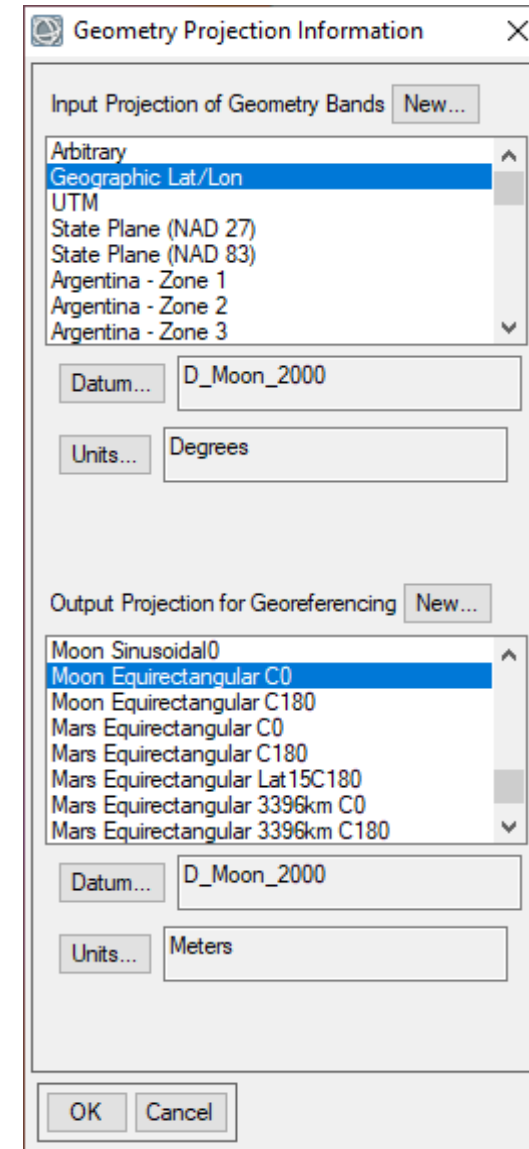 Geometry Projection Information
Input Projection of Geometry Bands New...
Arbitrary
Geographic Lat/Lon
UTM
State Plane (NAD 27)
State Plane (NAD 83)
Argentina - Zone 1
Argentina - Zone 2
Argentina - Zone 3
Datum... D_Moon_2000
Units... Degrees
Output Projection for Georeferencing New...
Moon Sinusoidal0
Moon Equirectangular C0
Moon Equirectangular C180
Mars Equirectangular C0
Mars Equirectangular C180
Mars Equirectangular Lat15C180
Mars Equirectangular 3396km C0
Mars Equirectangular 3396km C180
Datum... D_Moon_2000
Units... Meters
OK Cancel